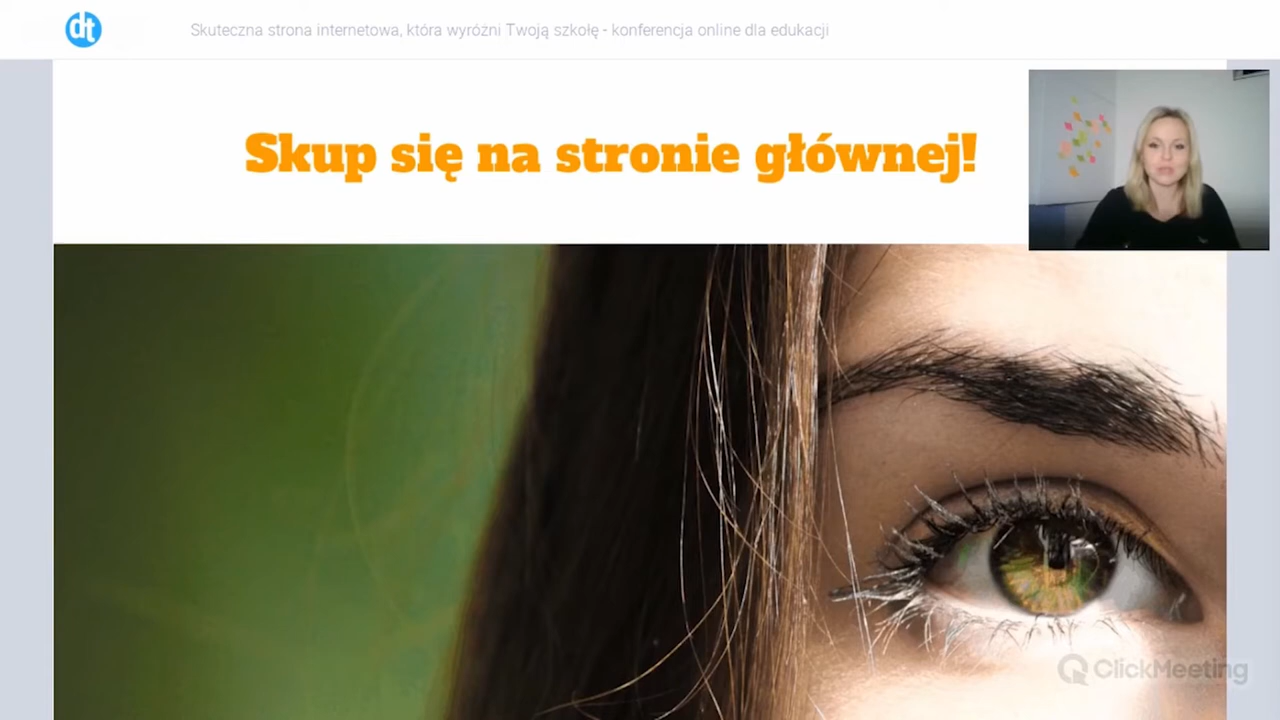 dt
Skuteczna strona internetowa, która wyróżni Twoją szkołę - konferencja online dla edukacji
Skup się na stronie głównej!
ClickMeeting